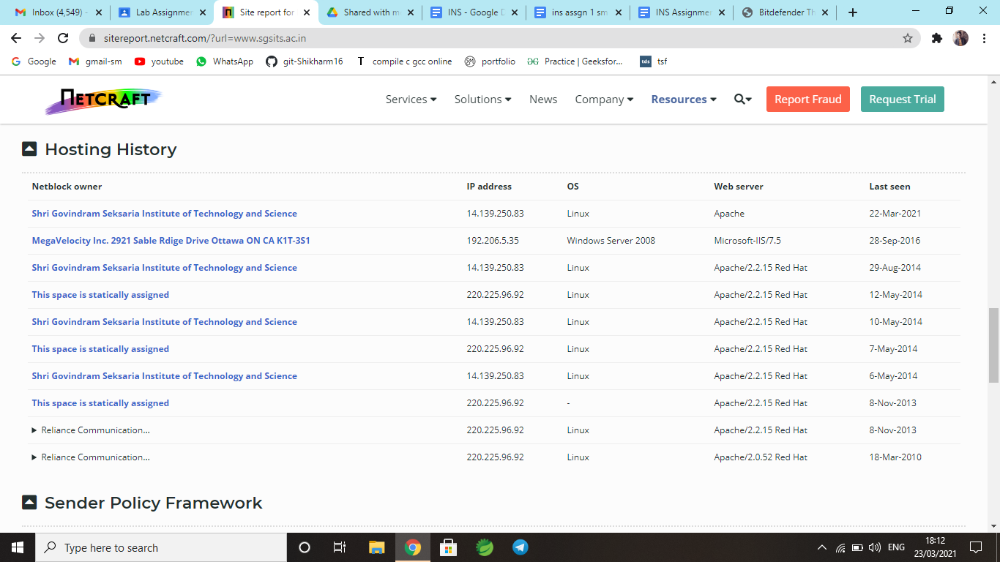 Inbox (4,549) -
Lab Assignmen
Site report for
Shared with m
INS - Google D
ins assgn 1 sm
INS Assignmen
Bitdefender Th
sitereport.netcraft.com/?url=www.sgsits.ac.in
Google gmail-sm youtube WhatsApp git-Shikharm16 T compile c gcc online portfolio Practice | Geeksfor... tds tsf
NETCRAFT Services Solutions News Company Resources Report Fraud Request Trial
Hosting History
Netblock owner IP address OS Web server Last seen
Shri Govindram Seksaria Institute of Technology and Science 14.139.250.83 Linux Apache 22-Mar-2021
MegaVelocity Inc. 2921 Sable Rdige Drive Ottawa ON CA K1T-3S1 192.206.5.35 Windows Server 2008 Microsoft-IIS/7.5 28-Sep-2016
Shri Govindram Seksaria Institute of Technology and Science 14.139.250.83 Linux Apache/2.2.15 Red Hat 29-Aug-2014
This space is statically assigned 220.225.96.92 Linux Apache/2.2.15 Red Hat 12-May-2014
Shri Govindram Seksaria Institute of Technology and Science 14.139.250.83 Linux Apache/2.2.15 Red Hat 10-May-2014
This space is statically assigned 220.225.96.92 Linux Apache/2.2.15 Red Hat 7-May-2014
Shri Govindram Seksaria Institute of Technology and Science 14.139.250.83 Linux Apache/2.2.15 Red Hat 6-May-2014
This space is statically assigned 220.225.96.92 - Apache/2.2.15 Red Hat 8-Nov-2013
Reliance Communication... 220.225.96.92 Linux Apache/2.2.15 Red Hat 8-Nov-2013
Reliance Communication... 220.225.96.92 Linux Apache/2.0.52 Red Hat 18-Mar-2010
Sender Policy Framework
Type here to search
ENG
18:12
23/03/2021